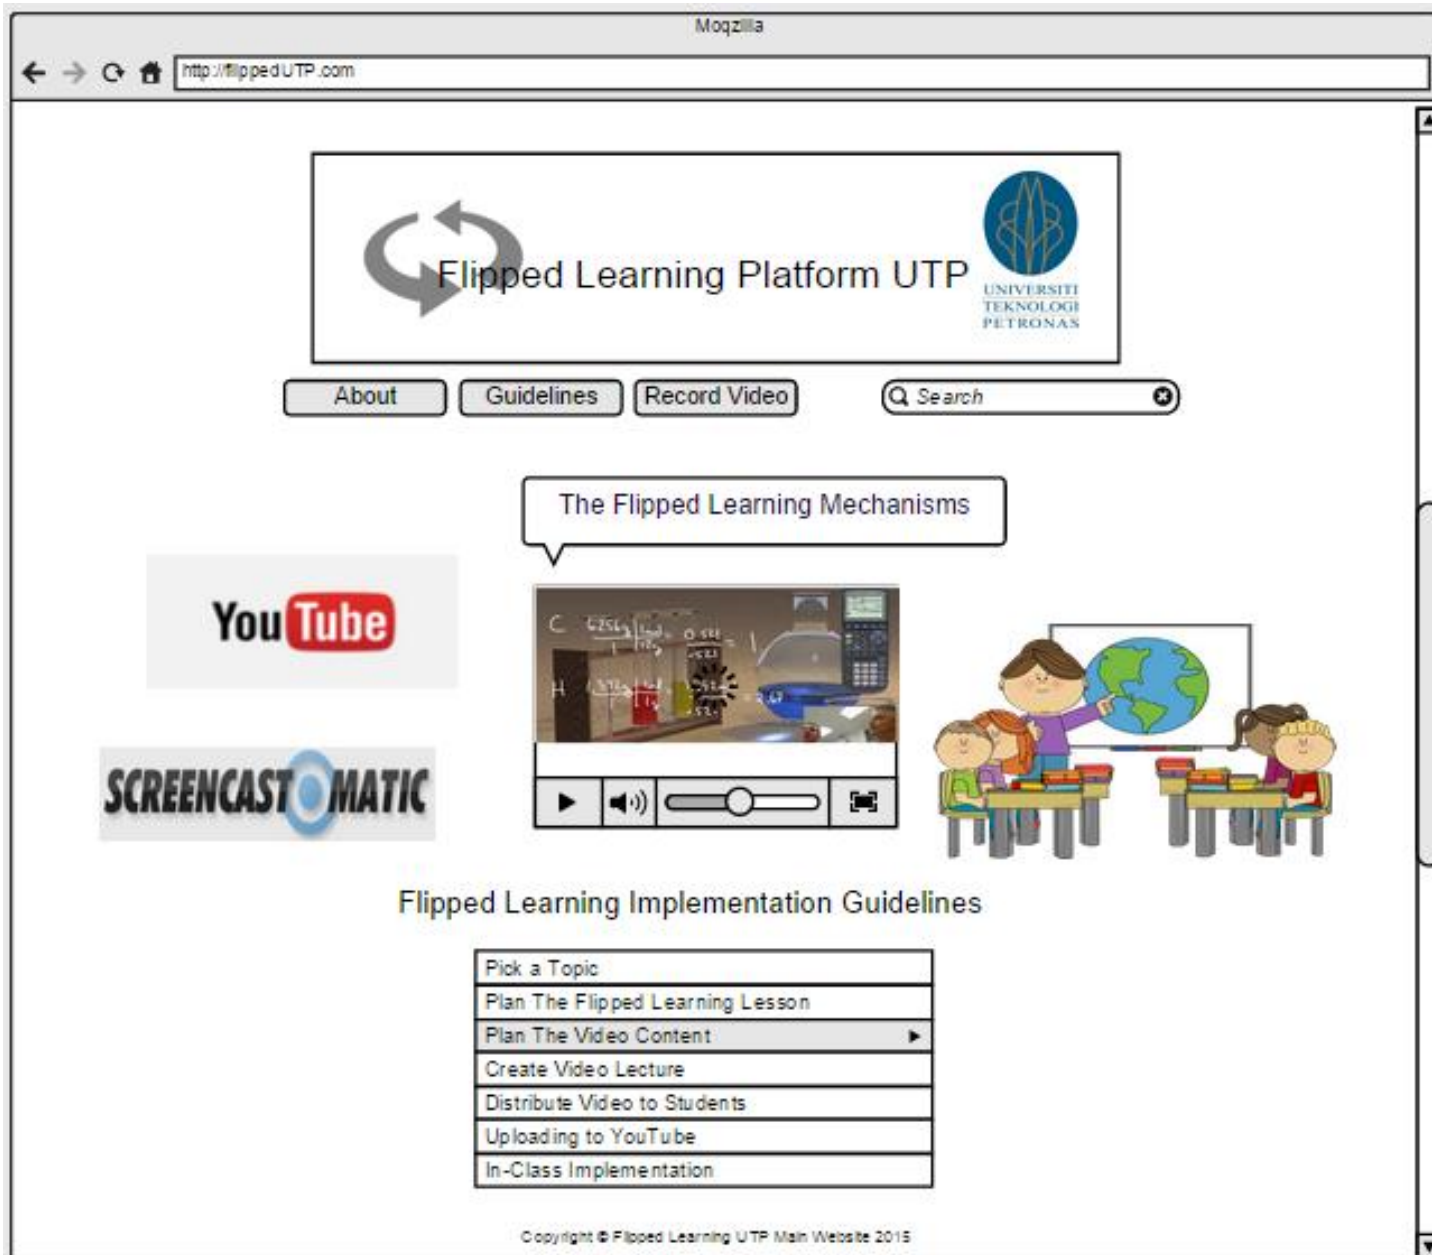 Moqzilla
http://flippedUTP.com
Flipped Learning Platform UTP
UNIVERSITI
TEKNOLOGI
PETRONAS
About
Guidelines
Record Video
Search
The Flipped Learning Mechanisms
YouTube
SCREENCAST O MATIC
C
H
Flipped Learning Implementation Guidelines
Pick a Topic
Plan The Flipped Learning Lesson
Plan The Video Content
Create Video Lecture
Distribute Video to Students
Uploading to YouTube
In-Class Implementation
Copyright © Flipped Learning UTP Main Website 2015